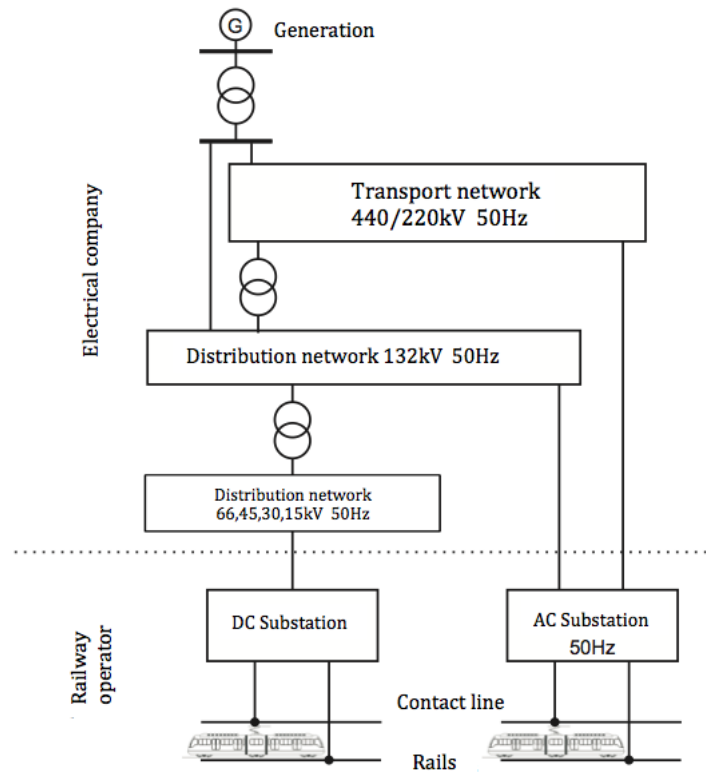 G
Generation
Transport network
440/220kV 50Hz
Electrical company
Distribution network 132kV 50Hz
Distribution network
66,45,30,15kV 50Hz
Railway
operator
DC Substation
AC Substation
50Hz
Contact line
Rails